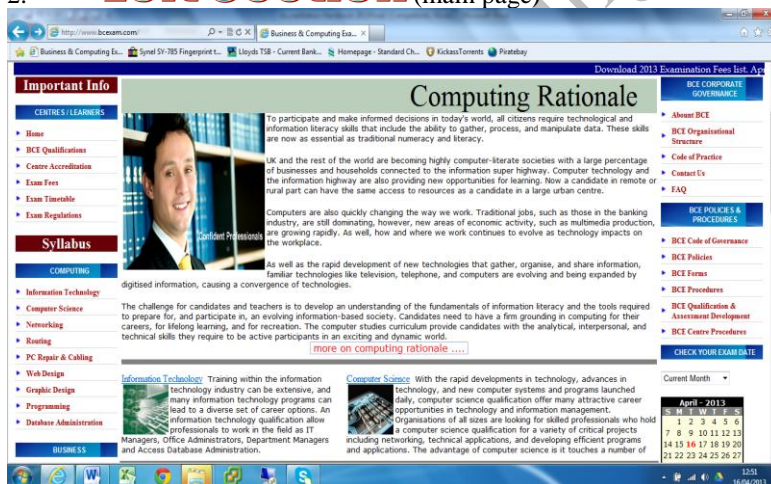 2.
(main page)
http://www.bcexam.com/
Business & Computing Exa...
Business & Computing Ex...
Synel SY-785 Fingerprint t...
Lloyds TSB - Current Bank...
Homepage - Standard Ch...
KickassTorrents
Piratebay
Download 2013 Examination Fees list. Apr
Important Info
CENTRES / LEARNERS
Home
BCE Qualifications
Centre Accreditation
Exam Fees
Exam Timetable
Exam Regulations
Syllabus
COMPUTING
Information Technology
Computer Science
Networking
Routing
PC Repair & Cabling
Web Design
Graphic Design
Programming
Database Administration
BUSINESS
Computing Rationale
Confident Professionals
To participate and make informed decisions in today's world, all citizens require technological and
information literacy skills that include the ability to gather, process, and manipulate data. These skills
are now as essential as traditional numeracy and literacy.
UK and the rest of the world are becoming highly computer-literate societies with a large percentage
of businesses and households connected to the information super highway. Computer technology and
the information highway are also providing new opportunities for learning. Now a candidate in remote or
rural part can have the same access to resources as a candidate in a large urban centre.
Computers are also quickly changing the way we work. Traditional jobs, such as those in the banking
industry, are still dominating, however, new areas of economic activity, such as multimedia production,
are growing rapidly. As well, how and where we work continues to evolve as technology impacts on
the workplace.
As well as the rapid development of new technologies that gather, organise, and share information,
familiar technologies like television, telephone, and computers are evolving and being expanded by
digitised information, causing a convergence of technologies.
The challenge for candidates and teachers is to develop an understanding of the fundamentals of information literacy and the tools required
to prepare for, and participate in, an evolving information-based society. Candidates need to have a firm grounding in computing for their
careers, for lifelong learning, and for recreation. The computer studies curriculum provide candidates with the analytical, interpersonal, and
technical skills they require to be active participants in an exciting and dynamic world.
more on computing rationale ....
Information Technology Training within the information
technology industry can be extensive, and
many information technology programs can
lead to a diverse set of career options. An
information technology qualification allow
professionals to work in the field as IT
Managers, Office Administrators, Department Managers
and Access Database Administration.
Computer Science With the rapid developments in technology, advances in
technology, and new computer systems and programs launched
daily, computer science qualification offer many attractive career
opportunities in technology and information management.
Organisations of all sizes are looking for skilled professionals who hold
a computer science qualification for a variety of critical projects
including networking, technical applications, and developing efficient programs
and applications. The advantage of computer science is it touches a number of
BCE CORPORATE
GOVERNANCE
Abount BCE
BCE Organisational
Structure
Code of Practice
Contact Us
FAQ
BCE POLICIES &
PROCEDURES
BCE Code of Governance
BCE Policies
BCE Forms
BCE Procedures
BCE Qualification &
Assessment Development
BCE Centre Procedures
CHECK YOUR EXAM DATE
Current Month
April - 2013
S M T W T F S
1 2 3 4 5 6
7 8 9 10 11 12 13
14 15 16 17 18 19 20
21 22 23 24 25 26 27
12:51
16/04/2013